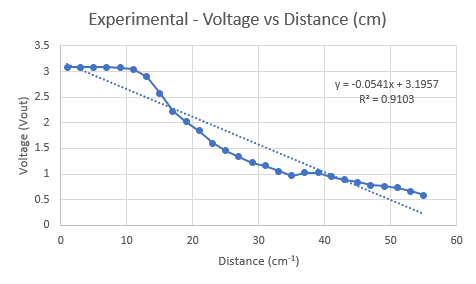 Experimental - Voltage vs Distance (cm)
3.5
3
2.5
2
1.5
1
0.5
0
Voltage (Vout)
y = -0.0541x + 3.1957
R² = 0.9103
0 10 20 30 40 50 60
Distance (cm⁻¹)